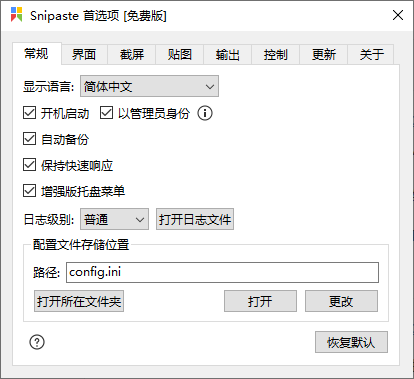 Snipaste 首选项 [免费版]
常规 界面 截屏 贴图 输出 控制 更新 关于
显示语言: 简体中文
开机启动 以管理员身份
自动备份
保持快速响应
增强版托盘菜单
日志级别: 普通 打开日志文件
配置文件存储位置
路径: config.ini
打开所在文件夹 打开 更改
恢复默认